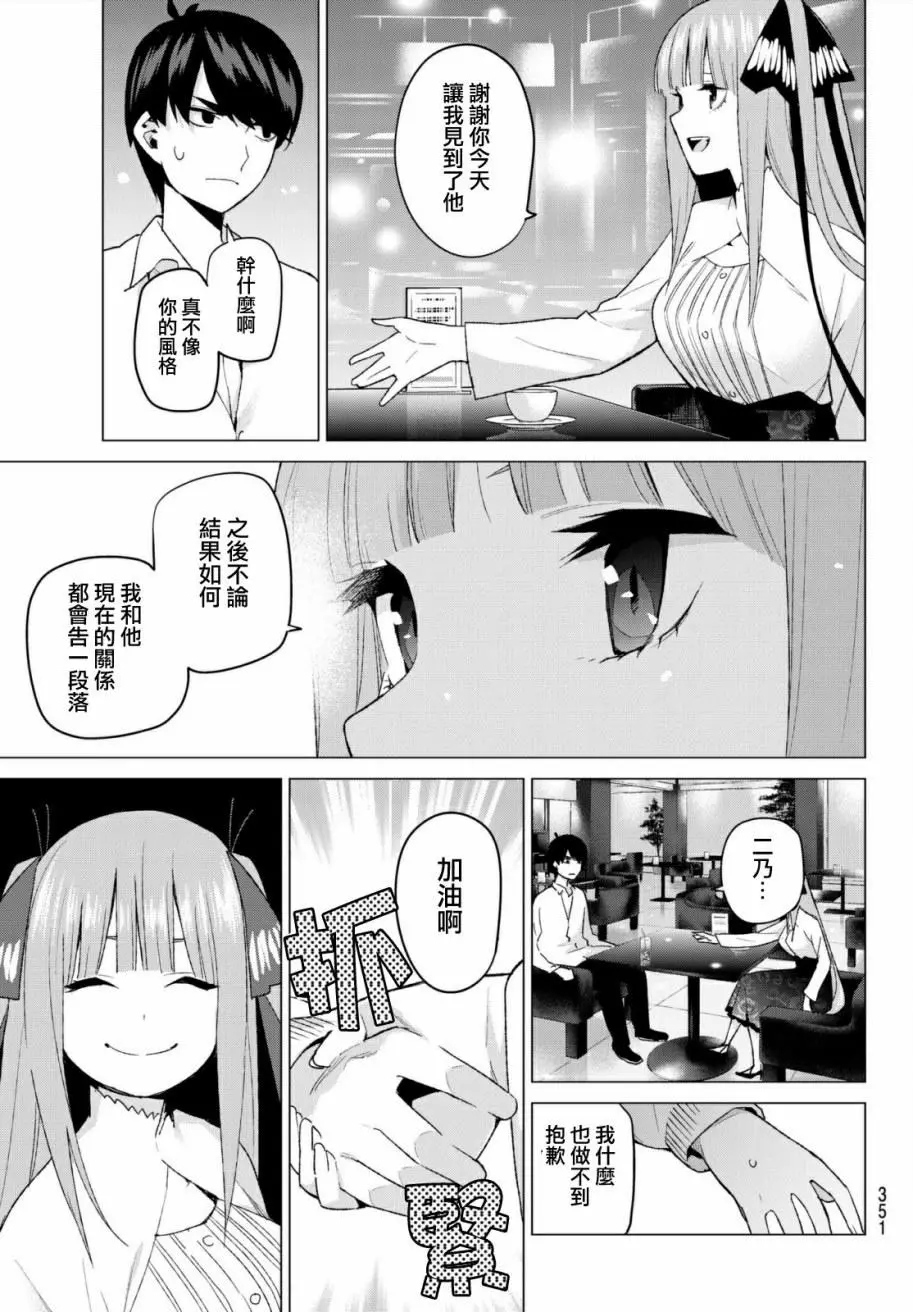 謝謝你今天
讓我見到了他
幹什麼啊
真不像
你的風格
之後不論
結果如何
我和他
現在的關係
都會告一段落
二乃…
我什麼
也做不到
抱歉
加油啊
抓
緊
351